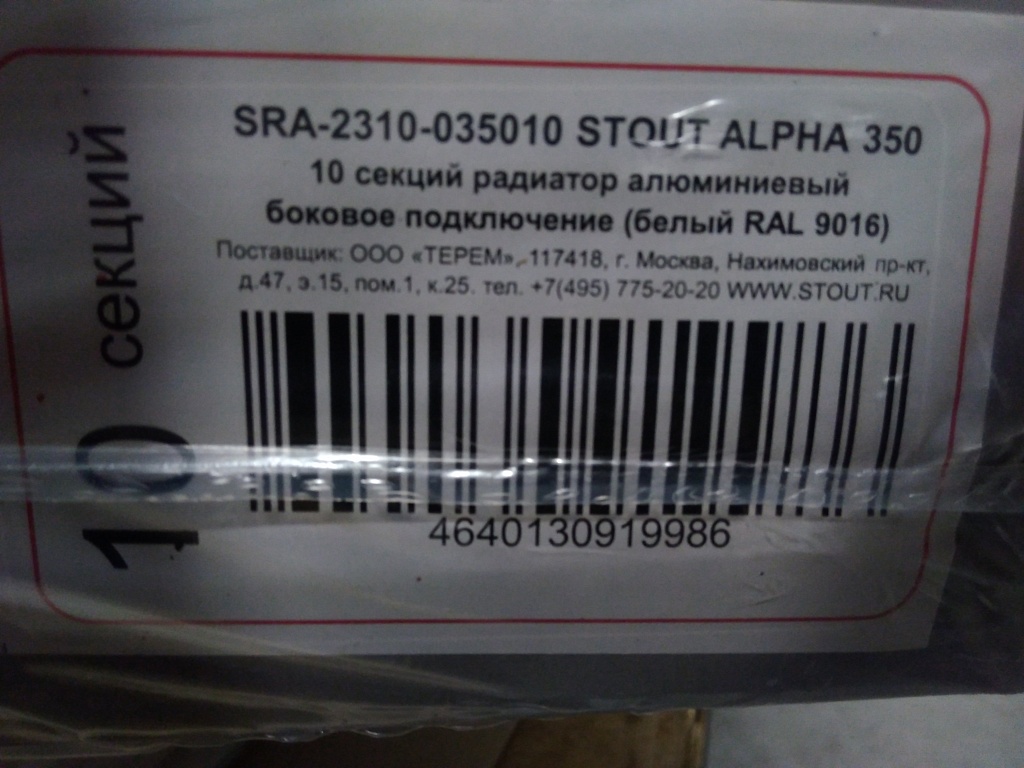 SRA-2310-035010 STOUT ALPHA 350
10 секций радиатор алюминиевый
боковое подключение (белый RAL 9016)
Поставщик: ООО «ТЕРЕМ», 117418, г. Москва, Нахимовский пр-кт,
д.47, э.15, пом.1, к.25. тел. +7(495) 775-20-20 WWW.STOUT.RU
4640130919986
10 секций